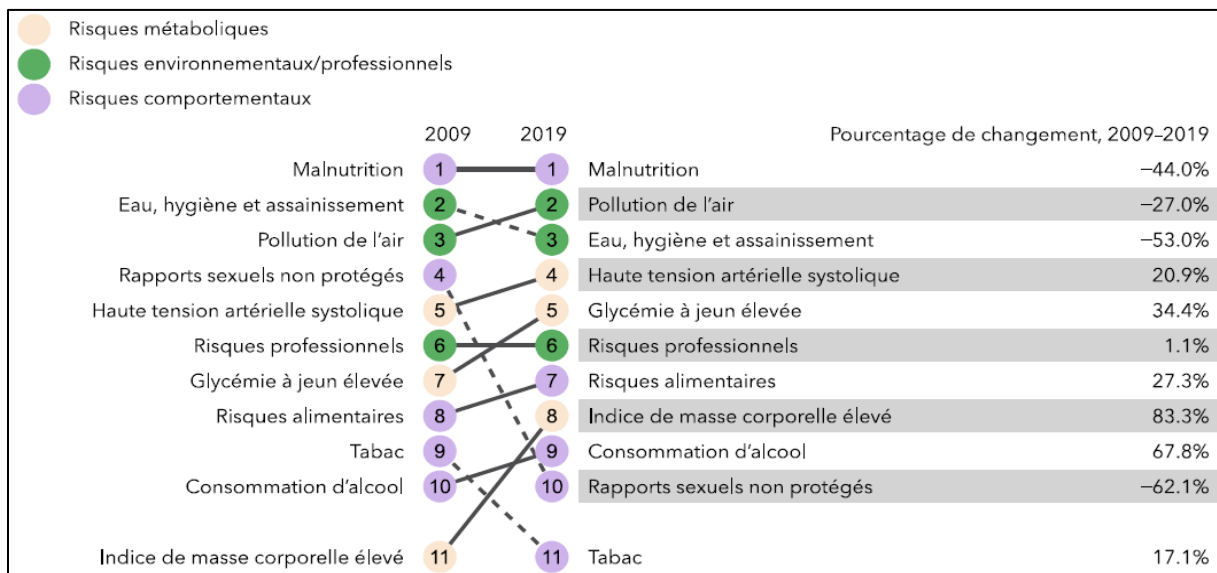 Risques métaboliques
Risques environnementaux/professionnels
Risques comportementaux
2009 2019 Pourcentage de changement, 2009–2019
Malnutrition 1 1 Malnutrition −44.0%
Eau, hygiène et assainissement 2 2 Pollution de l’air −27.0%
Pollution de l’air 3 3 Eau, hygiène et assainissement −53.0%
Rapports sexuels non protégés 4 4 Haute tension artérielle systolique 20.9%
Haute tension artérielle systolique 5 5 Glycémie à jeun élevée 34.4%
Risques professionnels 6 6 Risques professionnels 1.1%
Glycémie à jeun élevée 7 7 Risques alimentaires 27.3%
Risques alimentaires 8 8 Indice de masse corporelle élevé 83.3%
Tabac 9 9 Consommation d’alcool 67.8%
Consommation d’alcool 10 10 Rapports sexuels non protégés −62.1%
Indice de masse corporelle élevé 11 11 Tabac 17.1%